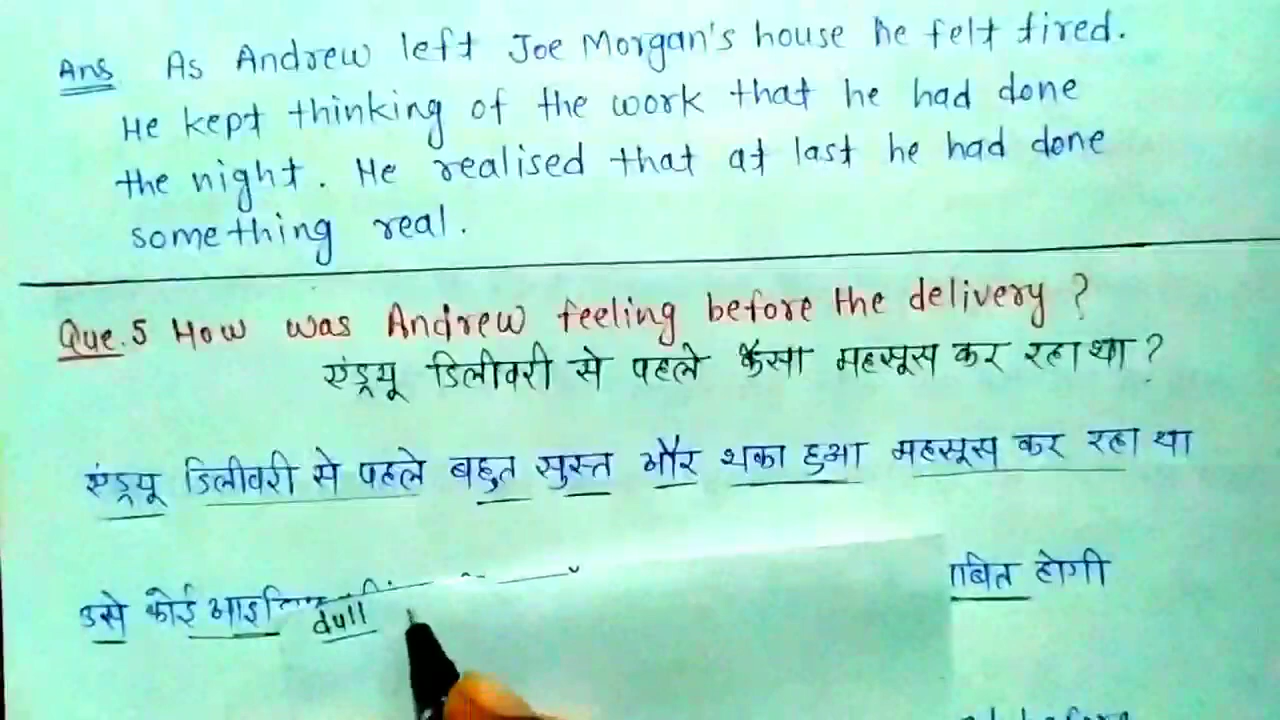 Ans As Andrew left Joe Morgan's house he felt tired.
He kept thinking of the work that he had done
the night. He realised that at last he had done
something real.
Que. 5 How was Andrew feeling before the delivery ?
एंड्र्यू डिलीवरी से पहले कैसा महसूस कर रहा था ?
एंड्र्यू डिलीवरी से पहले बहुत सुस्त और थका हुआ महसूस कर रहा था
उसे कोई होगी
dull